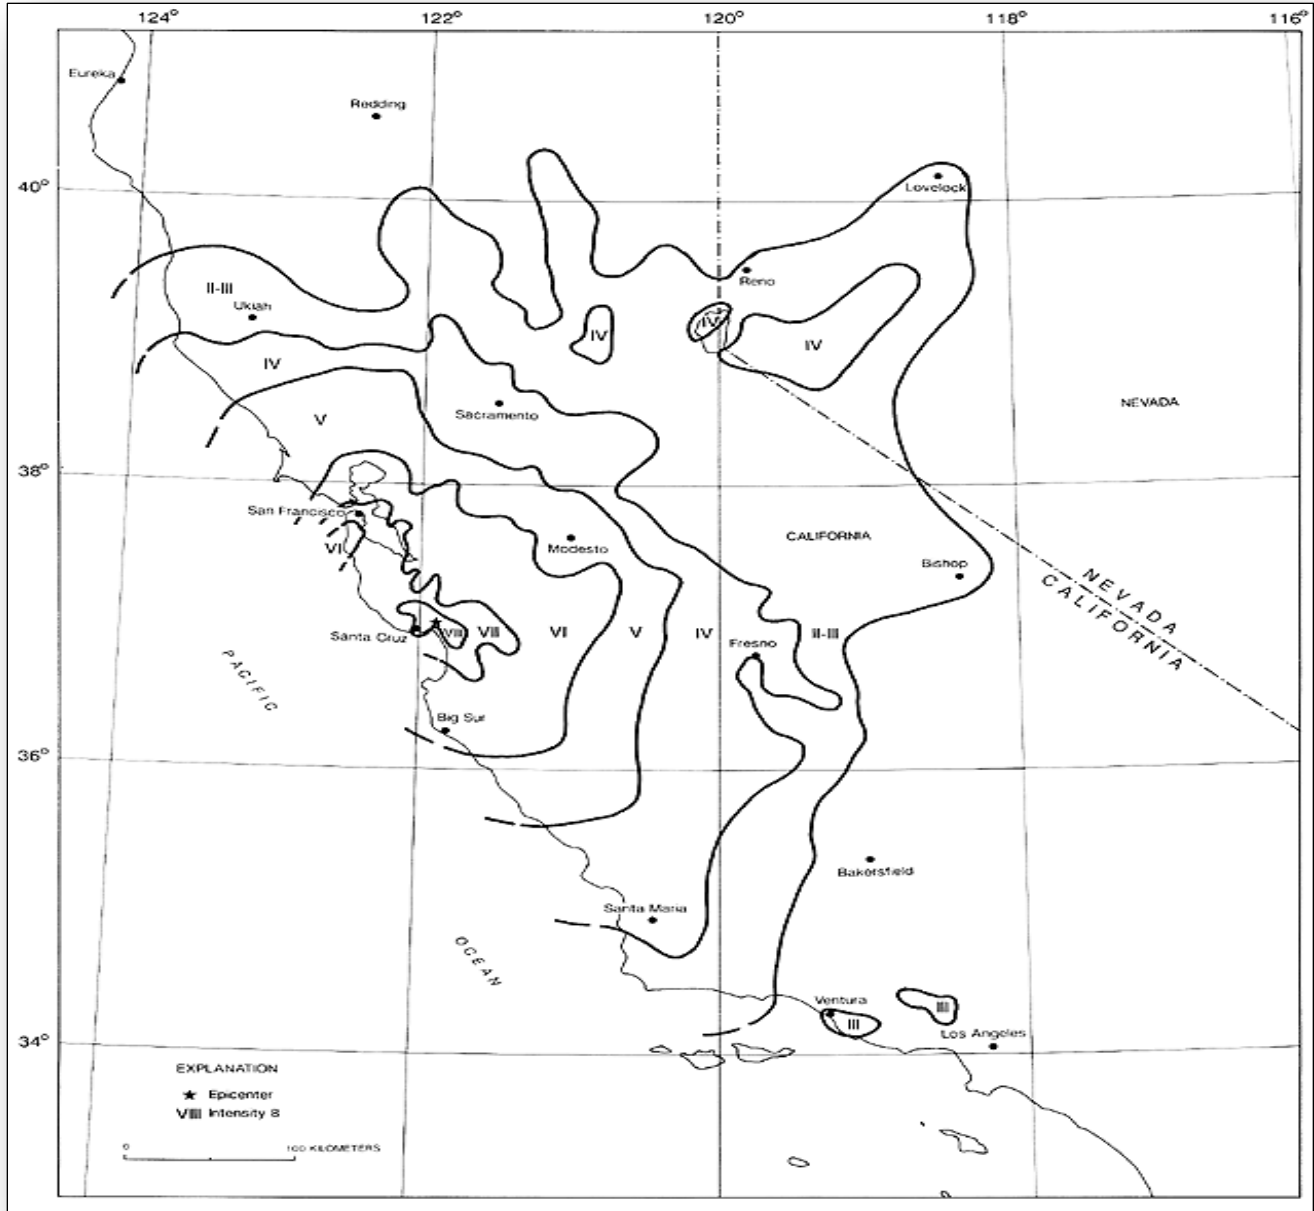 124° 122° 120° 118° 116°
Eureka
Redding
40°
Lovelock
II-III
Reno
Ukiah
IV
IV
IV
IV
Sacramento
NEVADA
V
38°
San Francisco
CALIFORNIA
VI
Modesto
Bishop
NEVADA
CALIFORNIA
Santa Cruz
VIII
VII
VI
V
IV
II-III
Fresno
PACIFIC
Big Sur
36°
Bakersfield
Santa Maria
OCEAN
Ventura
III
III
Los Angeles
34°
EXPLANATION
Epicenter
VIII Intensity 8
0 100 KILOMETERS